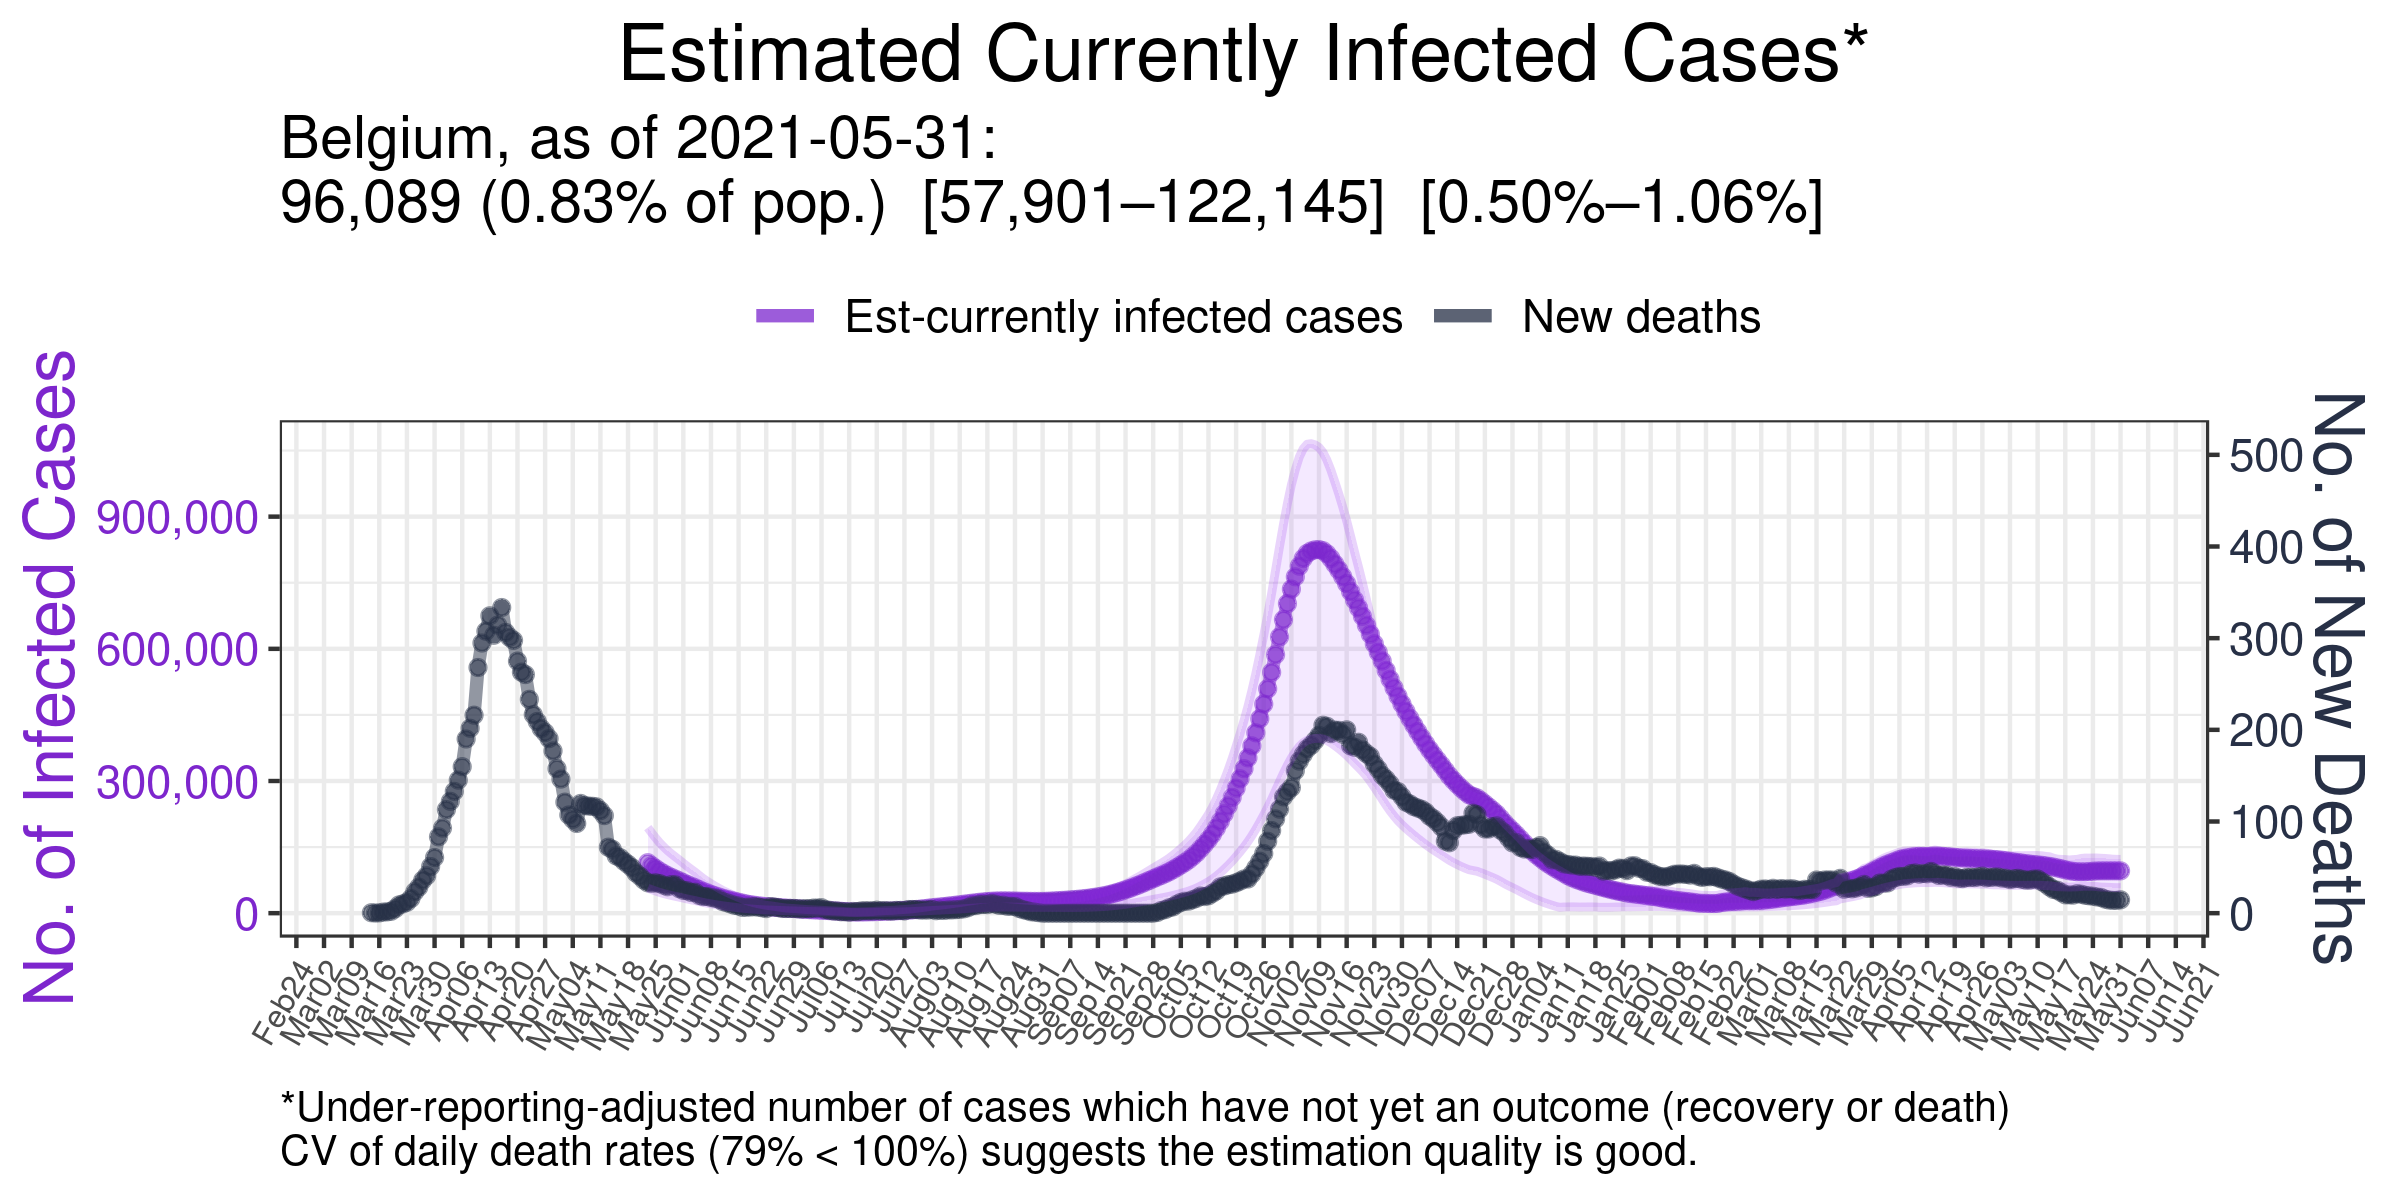 Estimated Currently Infected Cases*
Belgium, as of 2021-05-31:
96,089 (0.83% of pop.) [57,901–122,145] [0.50%–1.06%]
Est-currently infected cases
New deaths
No. of Infected Cases
900,000
600,000
300,000
0
500
400
300
200
100
0
No. of New Deaths
Feb24
Mar02
Mar09
Mar16
Mar23
Mar30
Apr06
Apr13
Apr20
Apr27
May04
May11
May18
May25
Jun01
Jun08
Jun15
Jun22
Jun29
Jul06
Jul13
Jul20
Jul27
Aug03
Aug10
Aug17
Aug24
Aug31
Sep07
Sep14
Sep21
Sep28
Oct05
Oct12
Oct19
Oct26
Nov02
Nov09
Nov16
Nov23
Nov30
Dec07
Dec14
Dec21
Dec28
Jan04
Jan11
Jan18
Jan25
Feb01
Feb08
Feb15
Feb22
Mar01
Mar08
Mar15
Mar22
Mar29
Apr05
Apr12
Apr19
Apr26
May03
May10
May17
May24
May31
Jun07
Jun14
Jun21
*Under-reporting-adjusted number of cases which have not yet an outcome (recovery or death)
CV of daily death rates (79% < 100%) suggests the estimation quality is good.